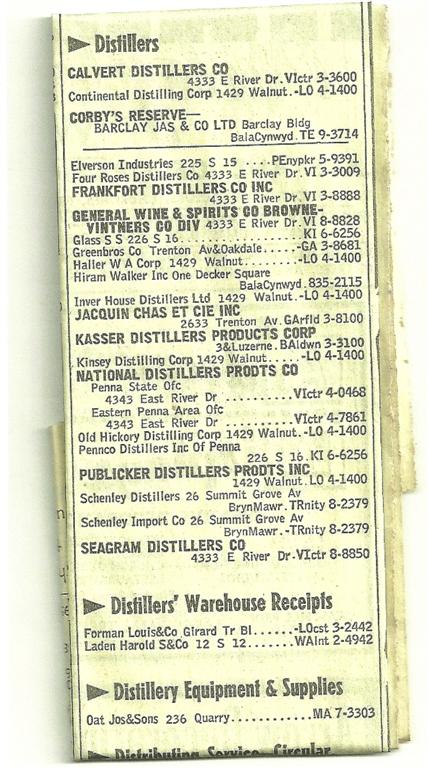 ► Distillers
CALVERT DISTILLERS CO
4333 E River Dr.VIctr 3-3600
Continental Distilling Corp 1429 Walnut.-LO 4-1400
CORBY'S RESERVE—
BARCLAY JAS & CO LTD Barclay Bldg
BalaCynwyd.TE 9-3714
Elverson Industries 225 S 15 ....PEnypkr 5-9391
Four Roses Distillers Co 4333 E River Dr.VI 3-3009
FRANKFORT DISTILLERS CO INC
4333 E River Dr.VI 3-8888
GENERAL WINE & SPIRITS CO BROWNE-
VINTNERS CO DIV 4333 E River Dr.VI 8-8828
Glass S S 226 S 16.....................KI 6-6256
Greenbros Co Trenton Av&Oakdale.....-GA 3-8681
Haller W A Corp 1429 Walnut........-LO 4-1400
Hiram Walker Inc One Decker Square
BalaCynwyd.835-2115
Inver House Distillers Ltd 1429 Walnut.-LO 4-1400
JACQUIN CHAS ET CIE INC
2633 Trenton Av.GArfld 3-8100
KASSER DISTILLERS PRODUCTS CORP
3&Luzerne.BAldwn 3-3100
Kinsey Distilling Corp 1429 Walnut.....-LO 4-1400
NATIONAL DISTILLERS PRODTS CO
Penna State Ofc
4343 East River Dr ..........VIctr 4-0468
Eastern Penna Area Ofc
4343 East River Dr ..........VIctr 4-7861
Old Hickory Distilling Corp 1429 Walnut.-LO 4-1400
Pennco Distillers Inc Of Penna
226 S 16.KI 6-6256
PUBLICKER DISTILLERS PRODTS INC
1429 Walnut.LO 4-1400
Schenley Distillers 26 Summit Grove Av
BrynMawr.TRnity 8-2379
Schenley Import Co 26 Summit Grove Av
BrynMawr.-TRnity 8-2379
SEAGRAM DISTILLERS CO
4333 E River Dr.VIctr 8-8850
► Distillers' Warehouse Receipts
Forman Louis&Co Girard Tr Bl......-LOcst 3-2442
Laden Harold S&Co 12 S 12.......WAlnt 2-4942
► Distillery Equipment & Supplies
Oat Jos&Sons 236 Quarry............MA 7-3303
► Distributing Service - Circular